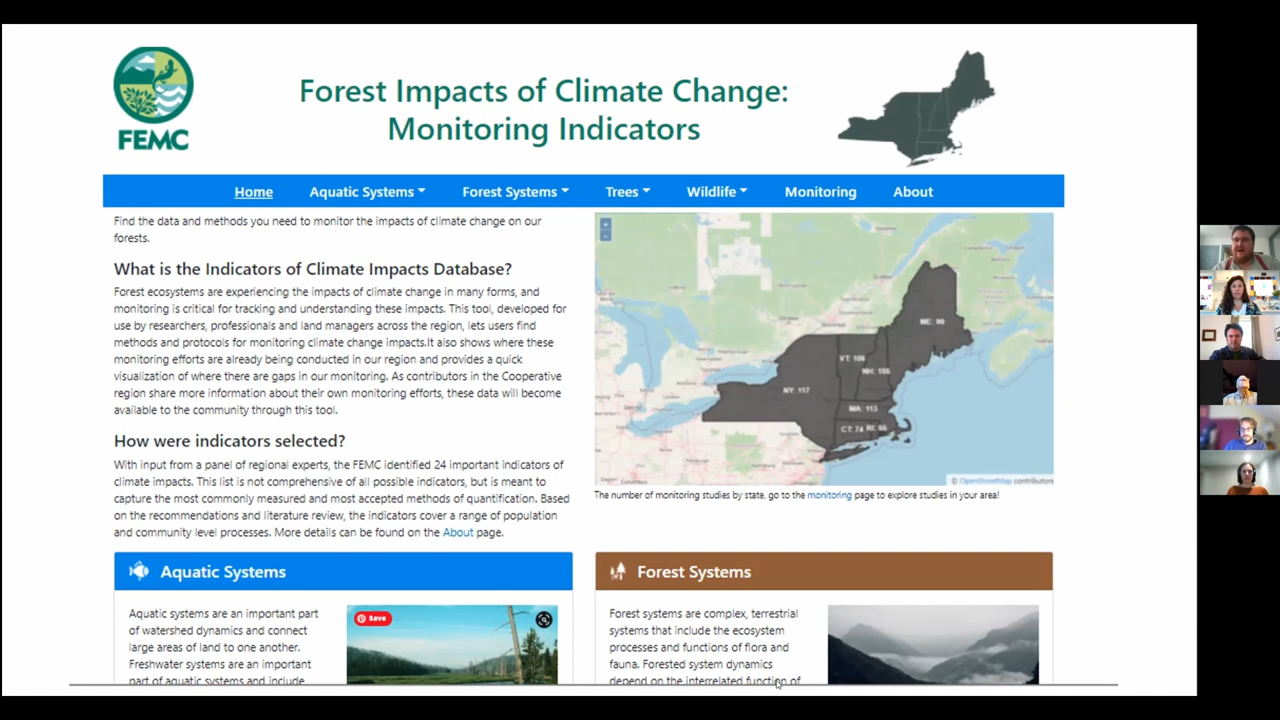 FEMC
Forest Impacts of Climate Change:
Monitoring Indicators
Home Aquatic Systems Forest Systems Trees Wildlife Monitoring About
Find the data and methods you need to monitor the impacts of climate change on our
forests.
What is the Indicators of Climate Impacts Database?
Forest ecosystems are experiencing the impacts of climate change in many forms, and
monitoring is critical for tracking and understanding these impacts. This tool, developed for
use by researchers, professionals and land managers across the region, lets users find
methods and protocols for monitoring climate change impacts.It also shows where these
monitoring efforts are already being conducted in our region and provides a quick
visualization of where there are gaps in our monitoring. As contributors in the Cooperative
region share more information about their own monitoring efforts, these data will become
available to the community through this tool.
How were indicators selected?
With input from a panel of regional experts, the FEMC identified 24 important indicators of
climate impacts. This list is not comprehensive of all possible indicators, but is meant to
capture the most commonly measured and most accepted methods of quantification. Based
on the recommendations and literature review, the indicators cover a range of population
and community level processes. More details can be found on the About page.
ME: 99
VT: 106
NH: 105
NY: 117
MA: 113
CT: 74
© OpenStreetMap contributors
The number of monitoring studies by state, go to the monitoring page to explore studies in your area!
Aquatic Systems
Aquatic systems are an important part
of watershed dynamics and connect
large areas of land to one another.
Freshwater systems are an important
part of aquatic systems and include
Save
Forest Systems
Forest systems are complex, terrestrial
systems that include the ecosystem
processes and functions of flora and
fauna. Forested system dynamics
depend on the interrelated function of